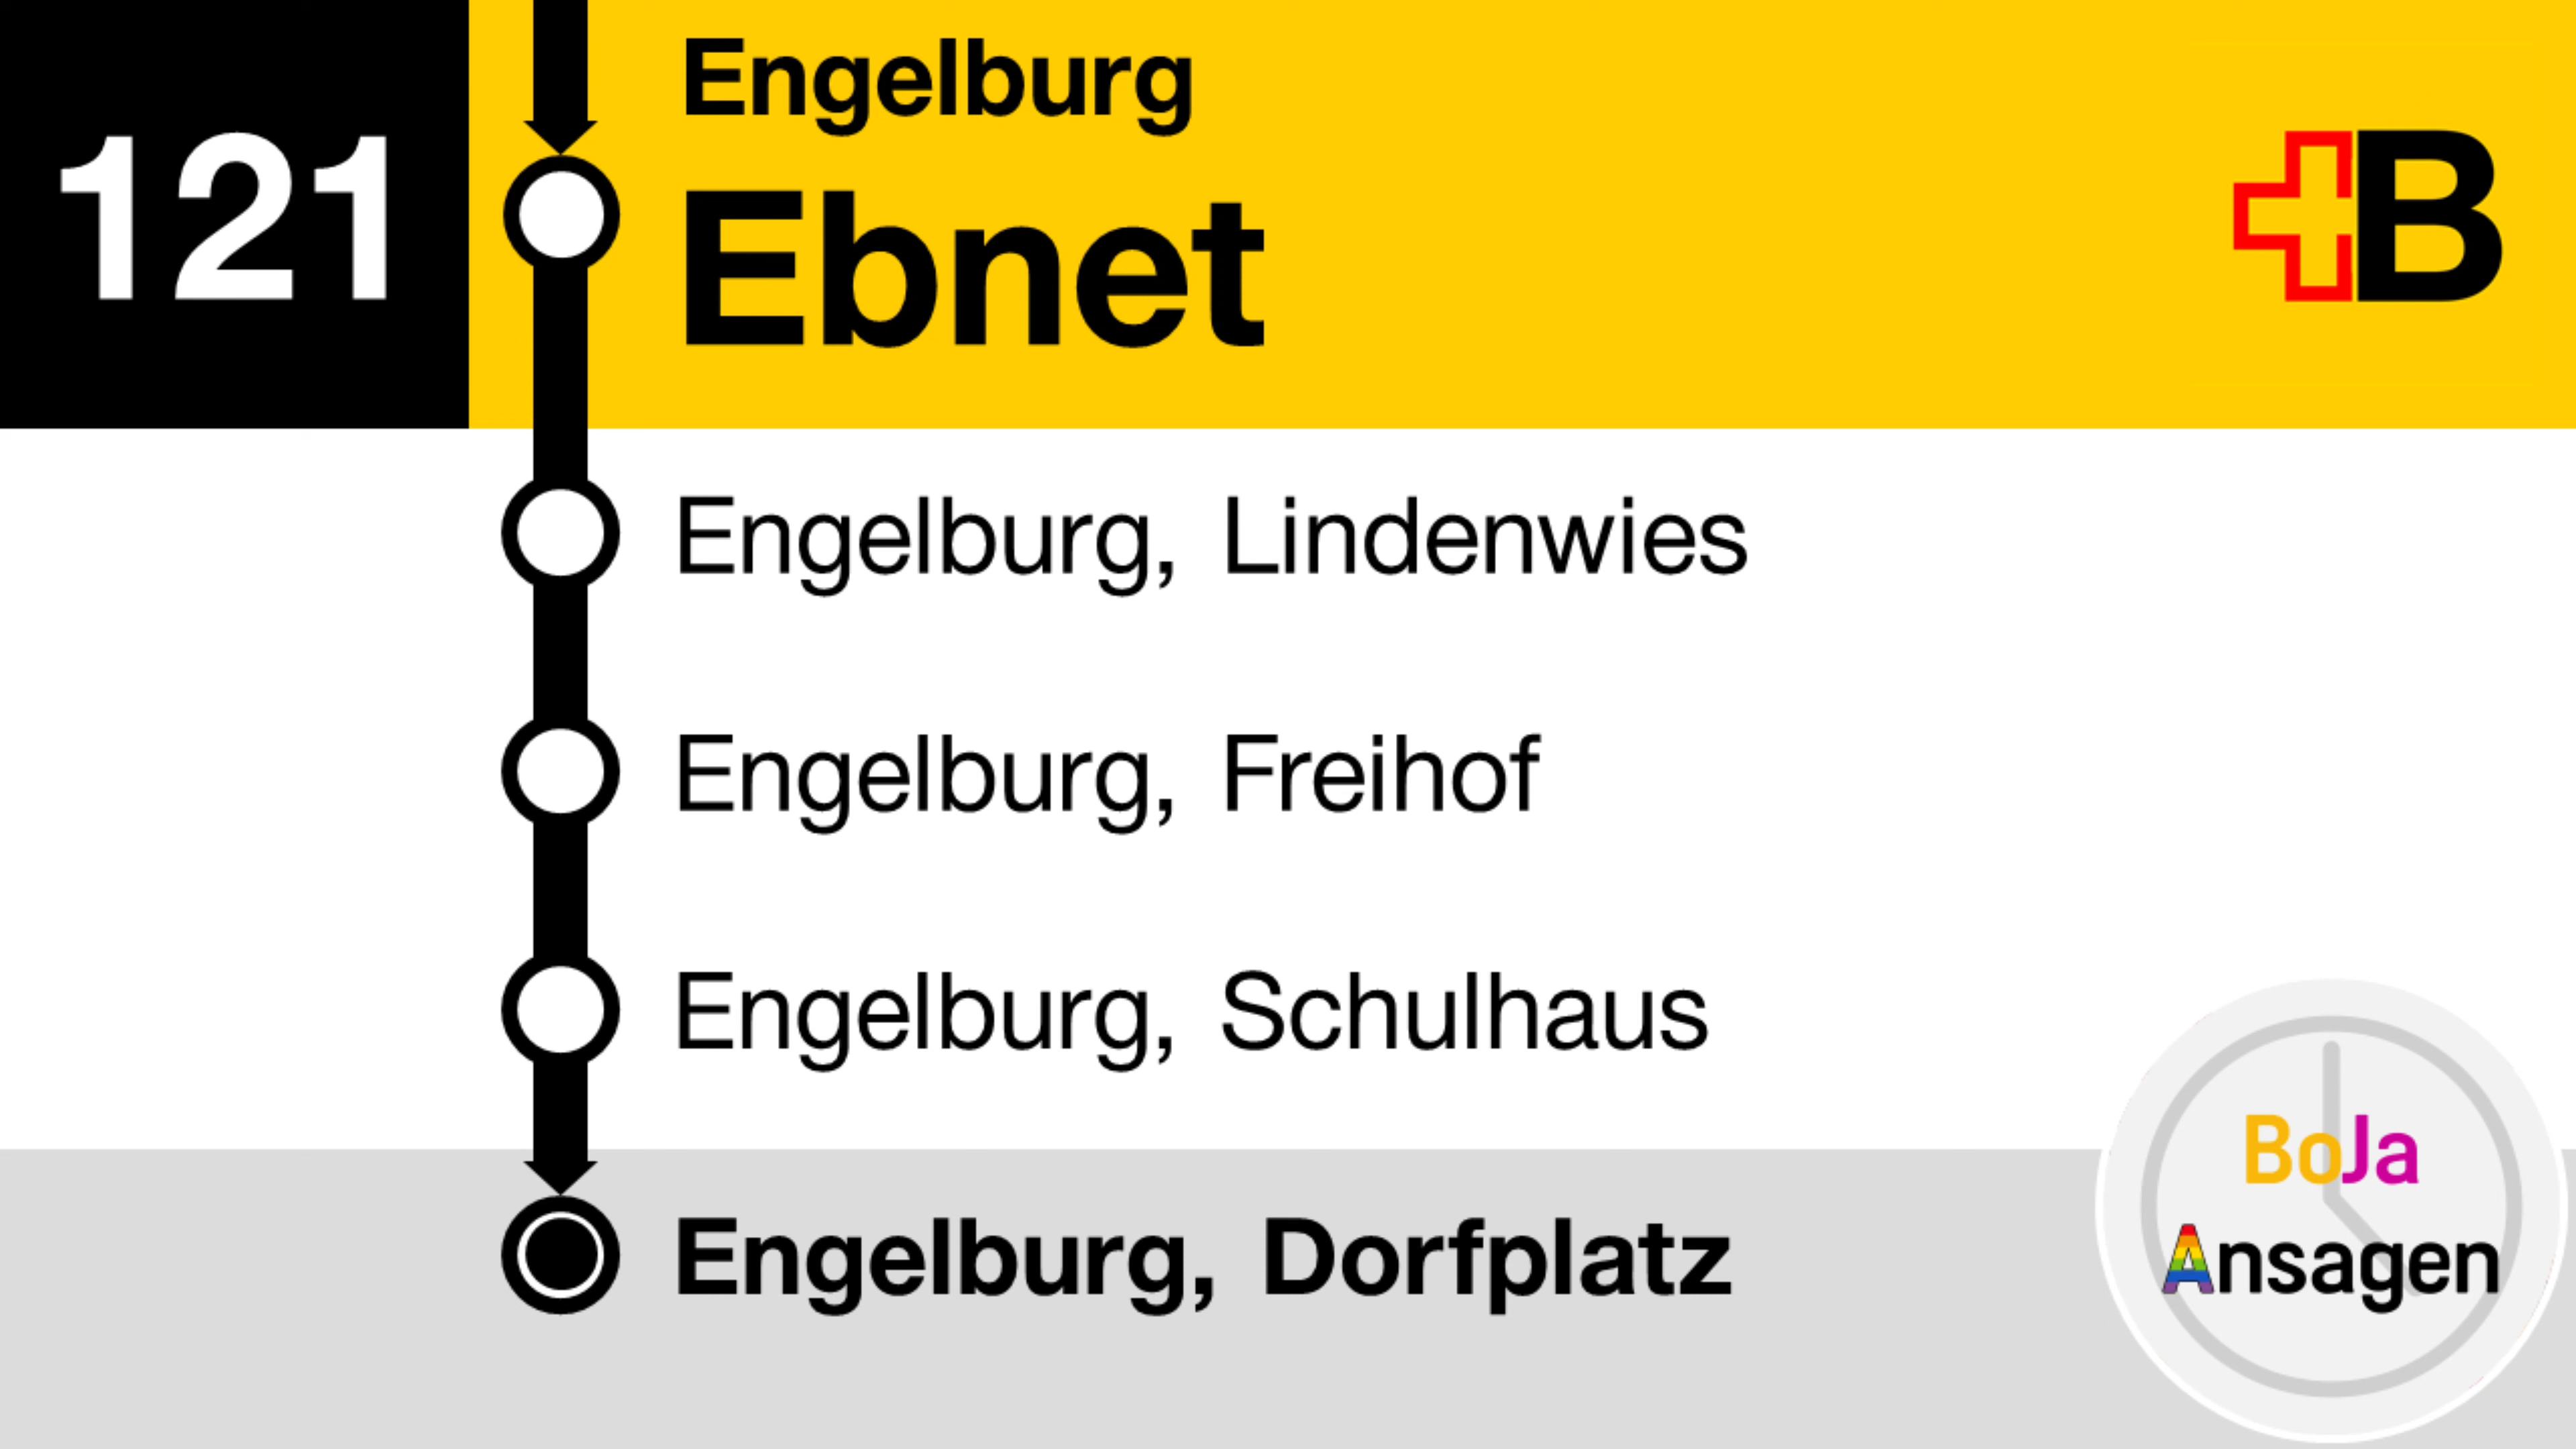 121
Engelburg
Ebnet
B
Engelburg, Lindenwies
Engelburg, Freihof
Engelburg, Schulhaus
Engelburg, Dorfplatz
BoJa
Ansagen